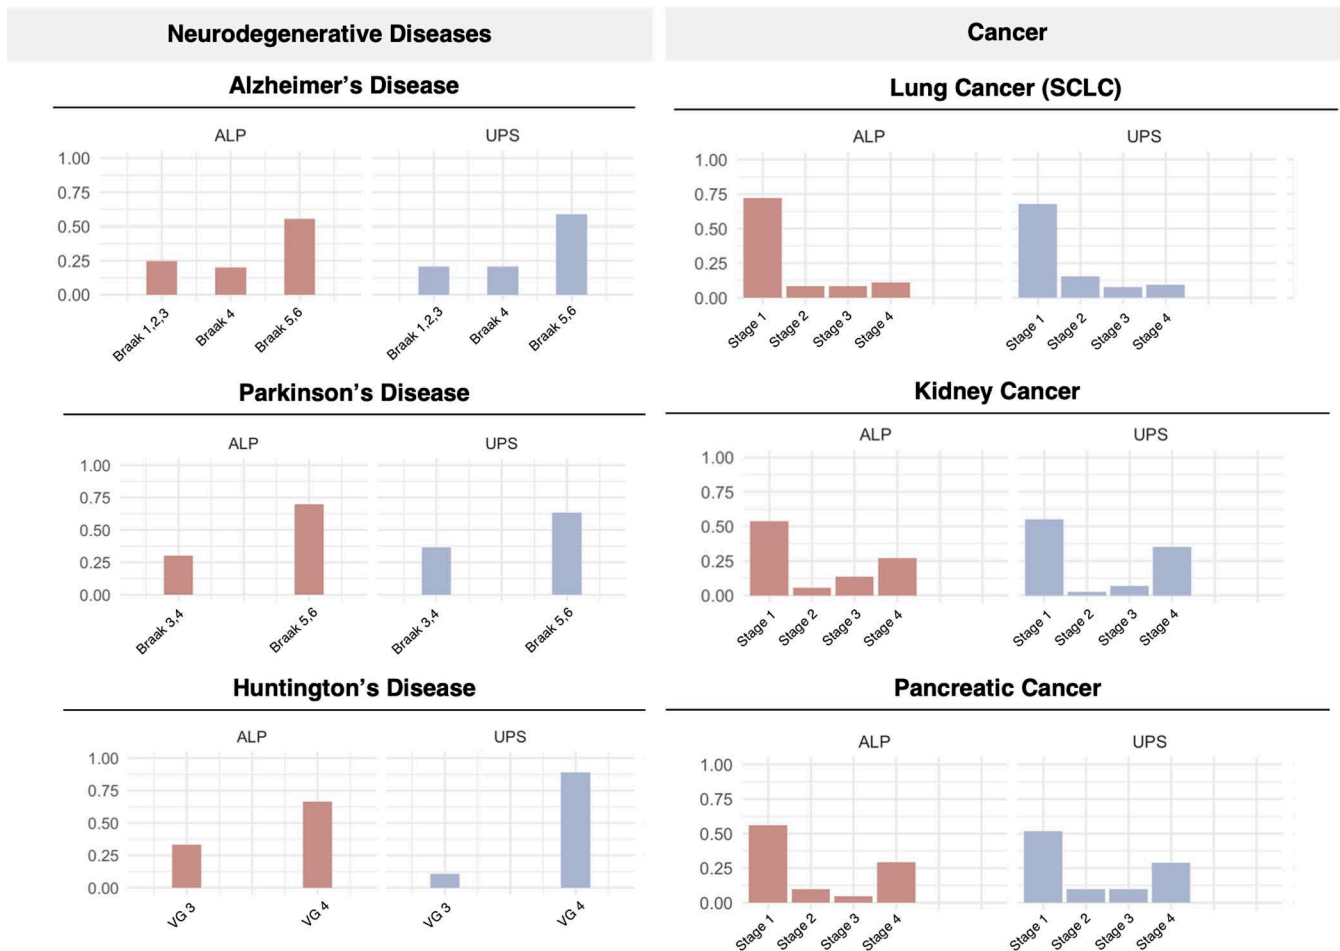 Neurodegenerative Diseases
Alzheimer's Disease
ALP UPS
1.00
0.75
0.50
0.25
0.00
Braak 1,2,3 Braak 4 Braak 5,6 Braak 1,2,3 Braak 4 Braak 5,6
Parkinson's Disease
ALP UPS
1.00
0.75
0.50
0.25
0.00
Braak 3,4 Braak 5,6 Braak 3,4 Braak 5,6
Huntington's Disease
ALP UPS
1.00
0.75
0.50
0.25
0.00
VG 3 VG 4 VG 3 VG 4
Cancer
Lung Cancer (SCLC)
ALP UPS
1.00
0.75
0.50
0.25
0.00
Stage 1 Stage 2 Stage 3 Stage 4 Stage 1 Stage 2 Stage 3 Stage 4
Kidney Cancer
ALP UPS
1.00
0.75
0.50
0.25
0.00
Stage 1 Stage 2 Stage 3 Stage 4 Stage 1 Stage 2 Stage 3 Stage 4
Pancreatic Cancer
ALP UPS
1.00
0.75
0.50
0.25
0.00
Stage 1 Stage 2 Stage 3 Stage 4 Stage 1 Stage 2 Stage 3 Stage 4